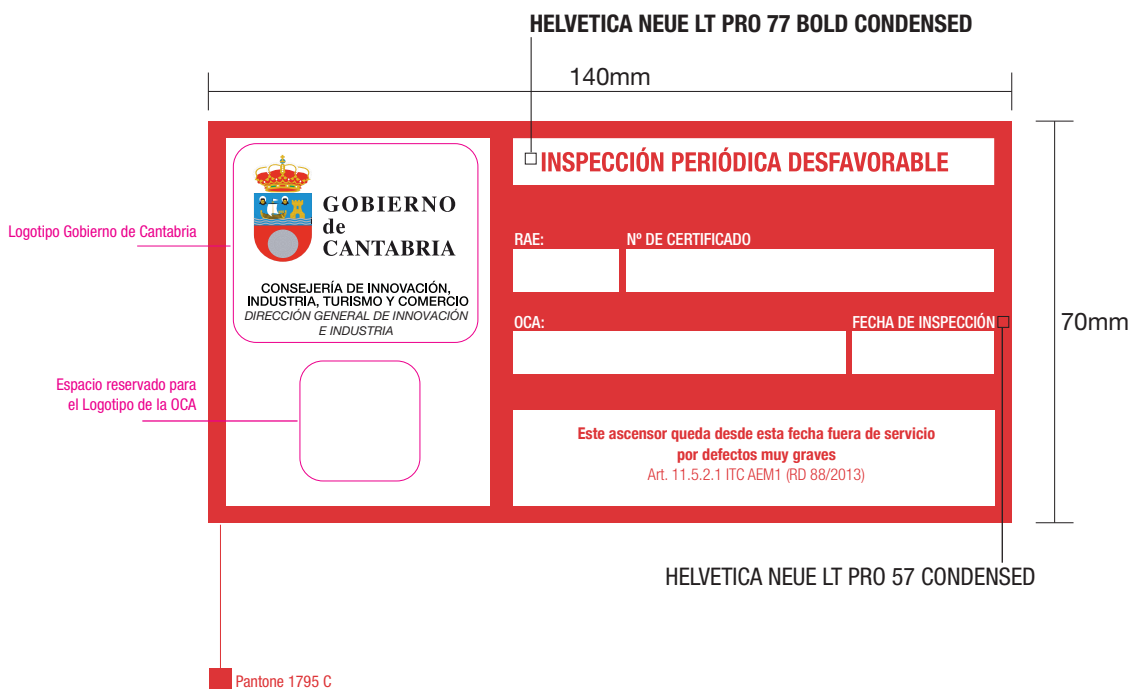 HELVETICA NEUE LT PRO 77 BOLD CONDENSED
140mm
INSPECCIÓN PERIÓDICA DESFAVORABLE
GOBIERNO
de
CANTABRIA
Logotipo Gobierno de Cantabria
RAE:
Nº DE CERTIFICADO
CONSEJERÍA DE INNOVACIÓN,
INDUSTRIA, TURISMO Y COMERCIO
DIRECCIÓN GENERAL DE INNOVACIÓN
E INDUSTRIA
OCA:
FECHA DE INSPECCIÓN
70mm
Espacio reservado para
el Logotipo de la OCA
Este ascensor queda desde esta fecha fuera de servicio
por defectos muy graves
Art. 11.5.2.1 ITC AEM1 (RD 88/2013)
HELVETICA NEUE LT PRO 57 CONDENSED
Pantone 1795 C